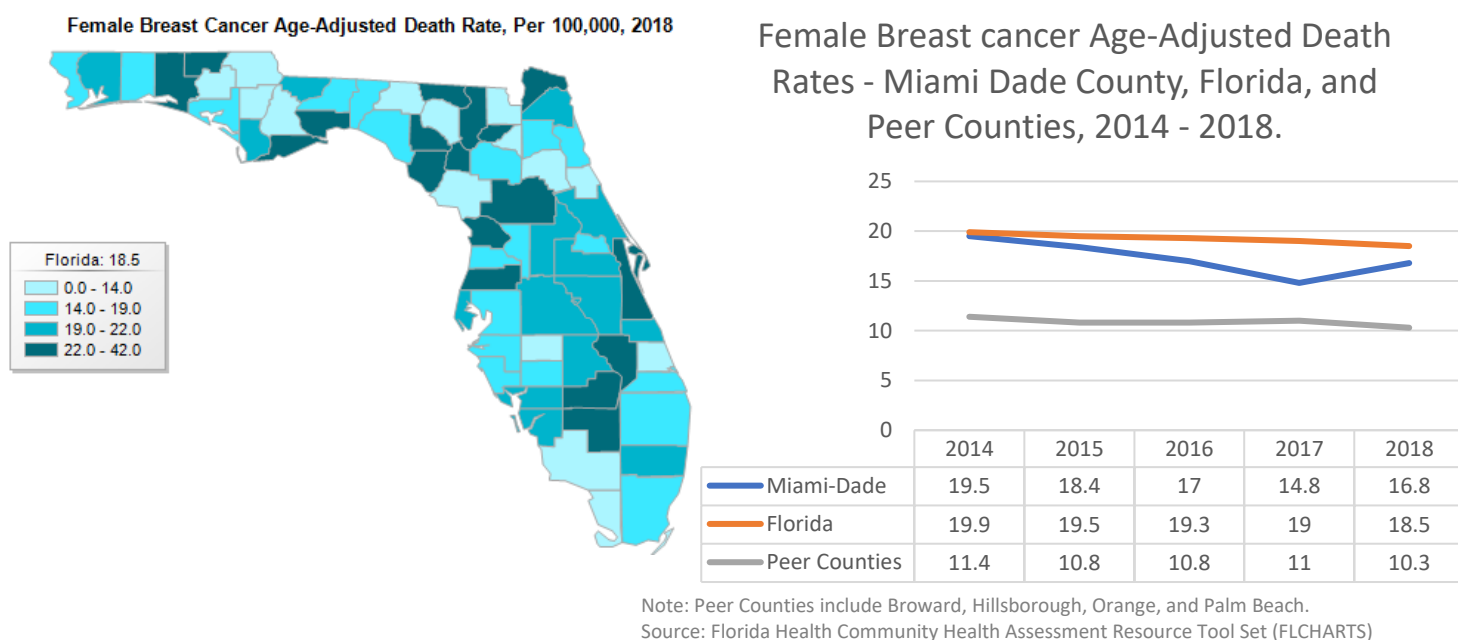 Female Breast Cancer Age-Adjusted Death Rate, Per 100,000, 2018
Florida: 18.5
0.0 - 14.0
14.0 - 19.0
19.0 - 22.0
22.0 - 42.0
Female Breast cancer Age-Adjusted Death
Rates - Miami Dade County, Florida, and
Peer Counties, 2014 - 2018.
25
20
15
10
5
0
2014 2015 2016 2017 2018
Miami-Dade 19.5 18.4 17 14.8 16.8
Florida 19.9 19.5 19.3 19 18.5
Peer Counties 11.4 10.8 10.8 11 10.3
Note: Peer Counties include Broward, Hillsborough, Orange, and Palm Beach.
Source: Florida Health Community Health Assessment Resource Tool Set (FLCHARTS)